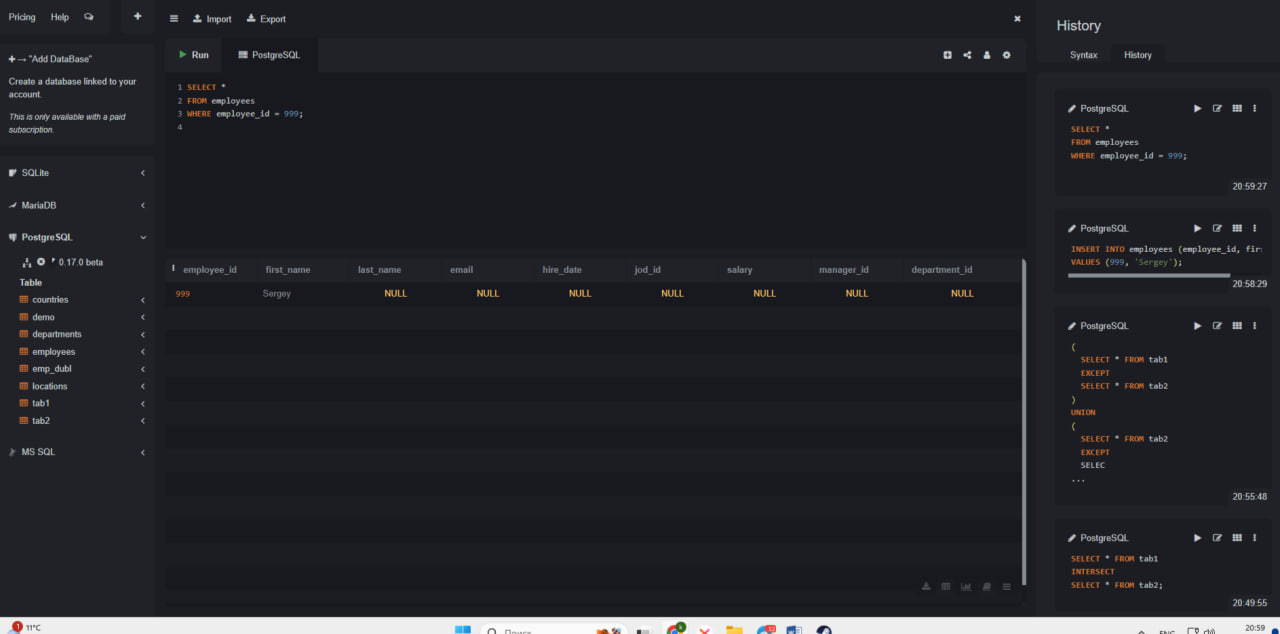 Pricing Help
Import Export
History
Syntax History
"Add DataBase"
Create a database linked to your
account.
This is only available with a paid
subscription.
SQLite
MariaDB
PostgreSQL
0.17.0 beta
Table
countries
demo
departments
employees
emp_dubl
locations
tab1
tab2
MS SQL
Run PostgreSQL
1 SELECT *
2 FROM employees
3 WHERE employee_id = 999;
4
employee_id first_name last_name email hire_date jod_id salary manager_id department_id
999 Sergey NULL NULL NULL NULL NULL NULL NULL
PostgreSQL
SELECT *
FROM employees
WHERE employee_id = 999;
20:59:27
PostgreSQL
INSERT INTO employees (employee_id, fir
VALUES (999, 'Sergey');
20:58:29
PostgreSQL
(
SELECT * FROM tab1
EXCEPT
SELECT * FROM tab2
)
UNION
(
SELECT * FROM tab2
EXCEPT
SELEC
...
20:55:48
PostgreSQL
SELECT * FROM tab1
INTERSECT
SELECT * FROM tab2;
20:49:55
1 11°C
Поиск
12
ENG
20:59